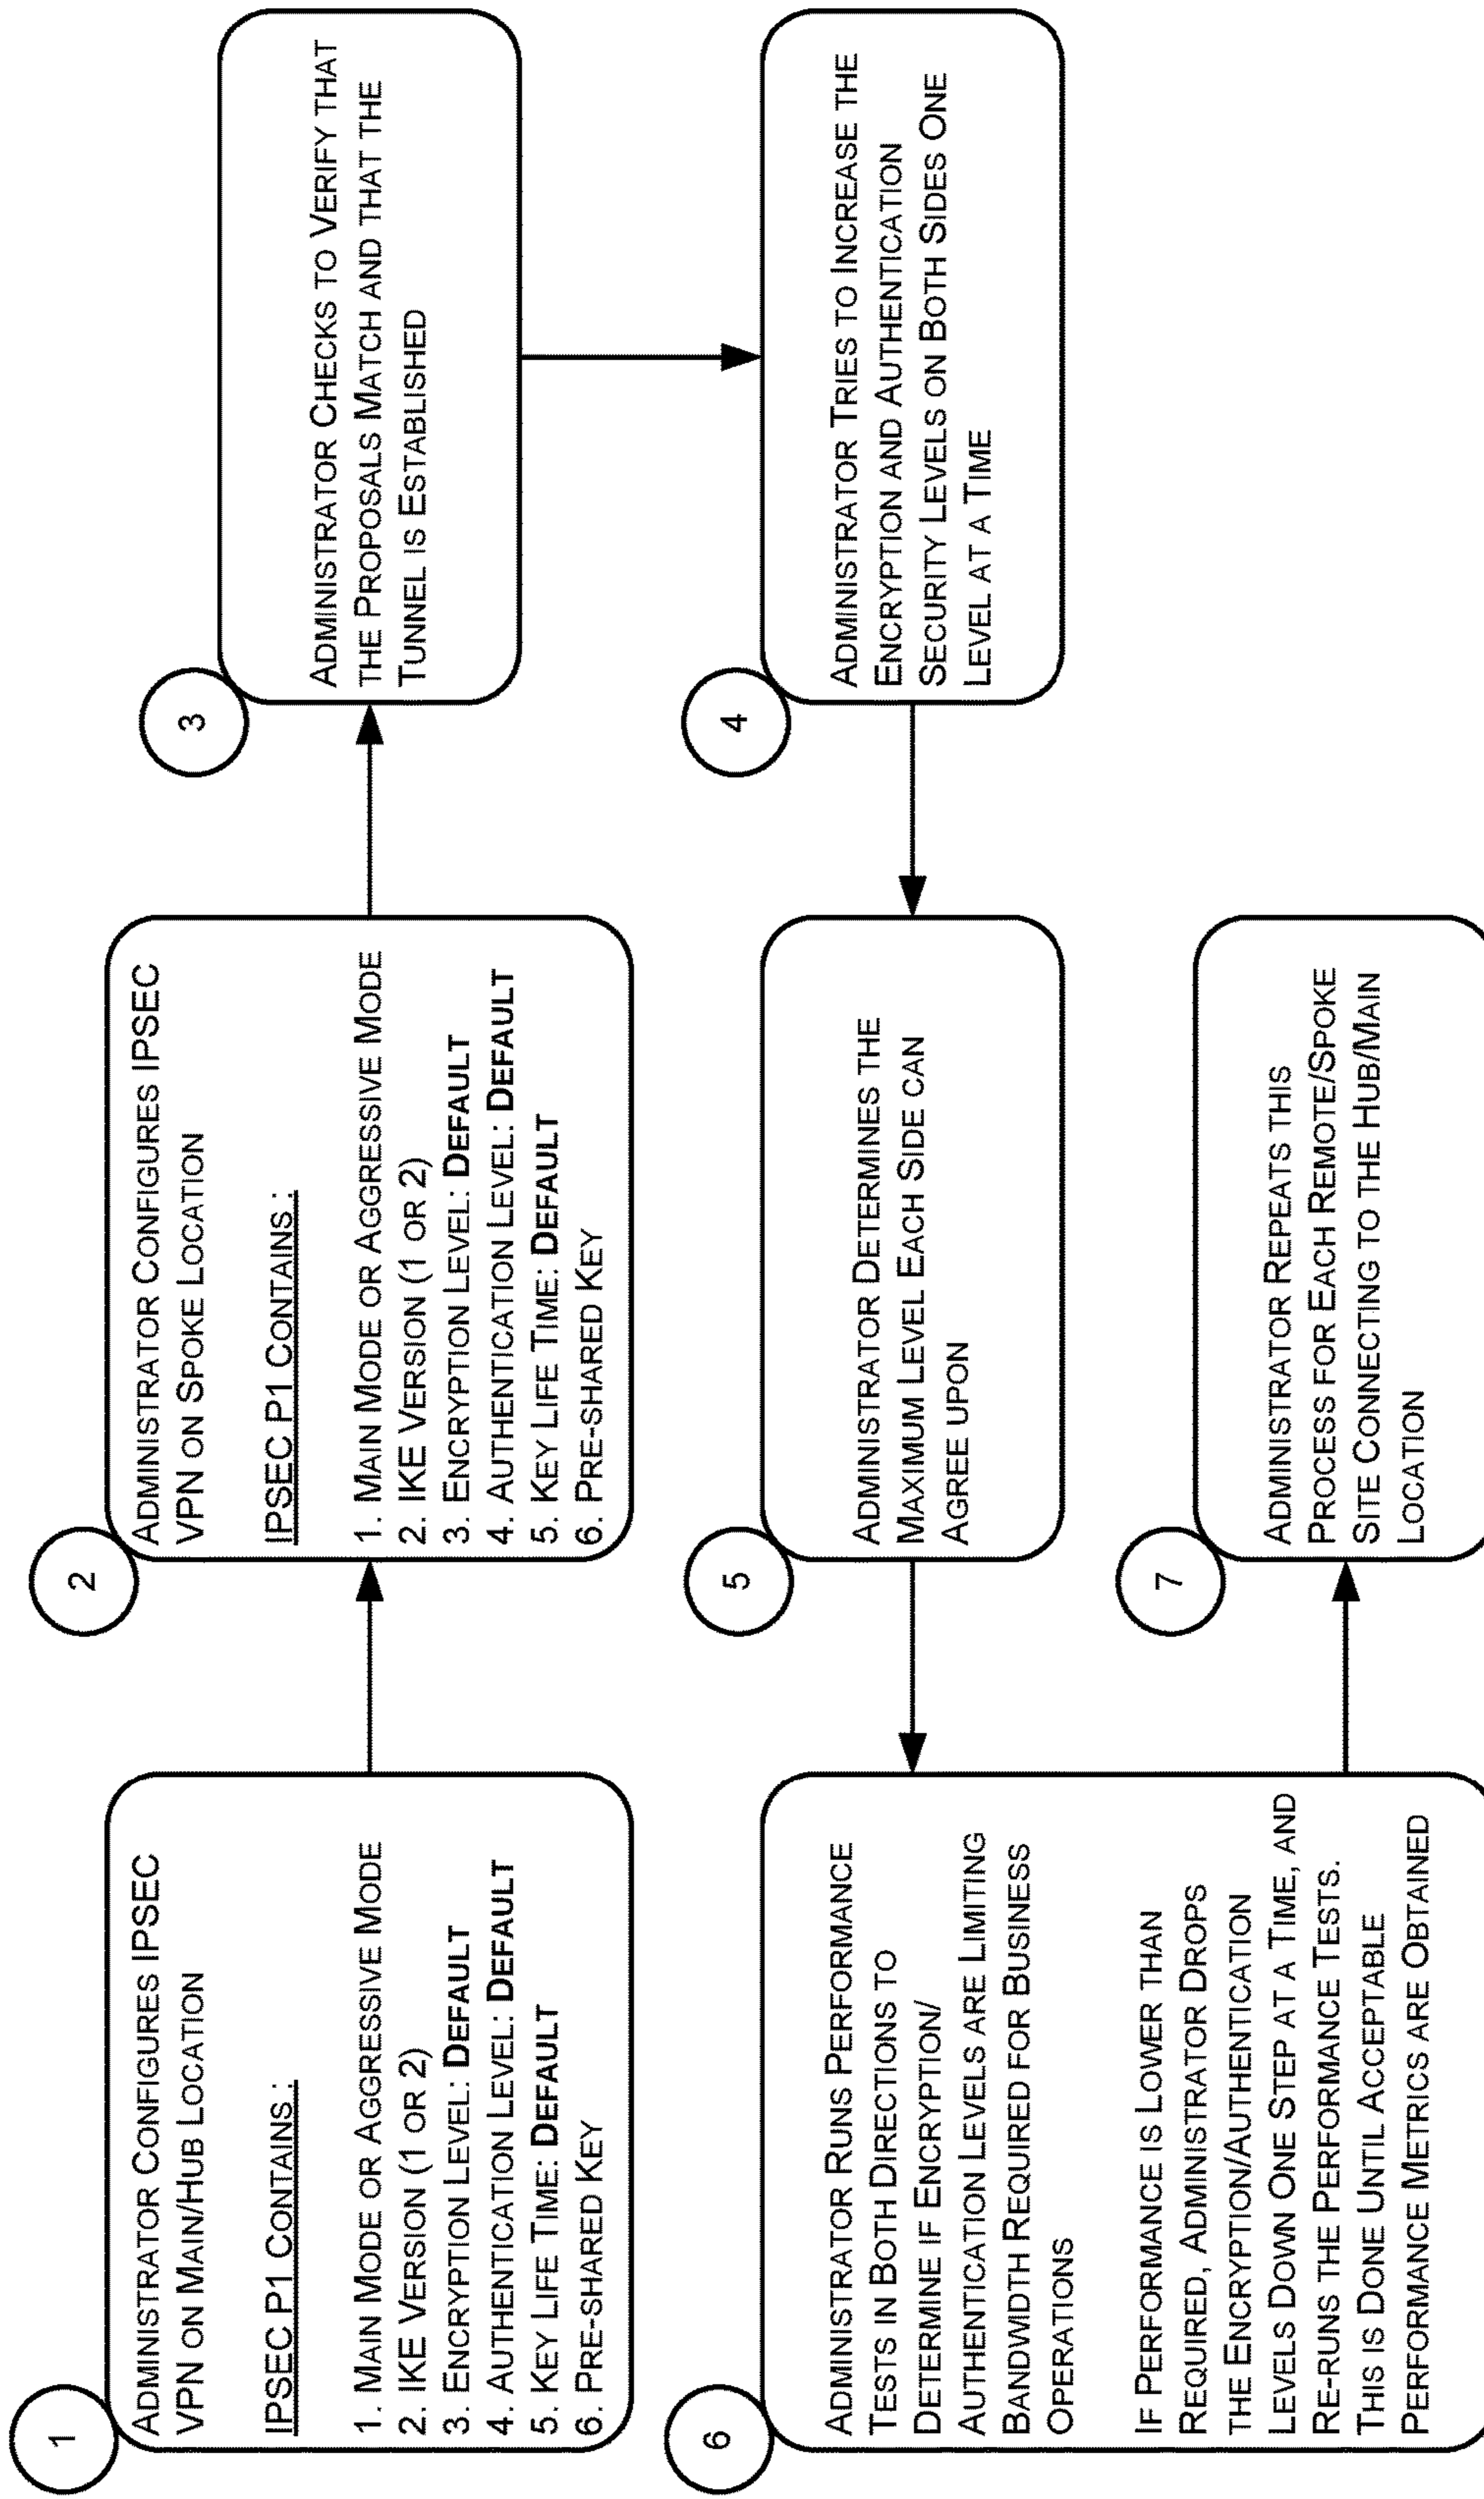 1
ADMINISTRATOR CONFIGURES IPSEC
VPN ON MAIN/HUB LOCATION
IPSEC P1 CONTAINS:
1. MAIN MODE OR AGGRESSIVE MODE
2. IKE VERSION (1 OR 2)
3. ENCRYPTION LEVEL: DEFAULT
4. AUTHENTICATION LEVEL: DEFAULT
5. KEY LIFE TIME: DEFAULT
6. PRE-SHARED KEY
2
ADMINISTRATOR CONFIGURES IPSEC
VPN ON SPOKE LOCATION
IPSEC P1 CONTAINS:
1. MAIN MODE OR AGGRESSIVE MODE
2. IKE VERSION (1 OR 2)
3. ENCRYPTION LEVEL: DEFAULT
4. AUTHENTICATION LEVEL: DEFAULT
5. KEY LIFE TIME: DEFAULT
6. PRE-SHARED KEY
3
ADMINISTRATOR CHECKS TO VERIFY THAT
THE PROPOSALS MATCH AND THAT THE
TUNNEL IS ESTABLISHED
4
ADMINISTRATOR TRIES TO INCREASE THE
ENCRYPTION AND AUTHENTICATION
SECURITY LEVELS ON BOTH SIDES ONE
LEVEL AT A TIME
5
ADMINISTRATOR DETERMINES THE
MAXIMUM LEVEL EACH SIDE CAN
AGREE UPON
6
ADMINISTRATOR RUNS PERFORMANCE
TESTS IN BOTH DIRECTIONS TO
DETERMINE IF ENCRYPTION/
AUTHENTICATION LEVELS ARE LIMITING
BANDWIDTH REQUIRED FOR BUSINESS
OPERATIONS
IF PERFORMANCE IS LOWER THAN
REQUIRED, ADMINISTRATOR DROPS
THE ENCRYPTION/AUTHENTICATION
LEVELS DOWN ONE STEP AT A TIME, AND
RE-RUNS THE PERFORMANCE TESTS.
THIS IS DONE UNTIL ACCEPTABLE
PERFORMANCE METRICS ARE OBTAINED
7
ADMINISTRATOR REPEATS THIS
PROCESS FOR EACH REMOTE/SPOKE
SITE CONNECTING TO THE HUB/MAIN
LOCATION